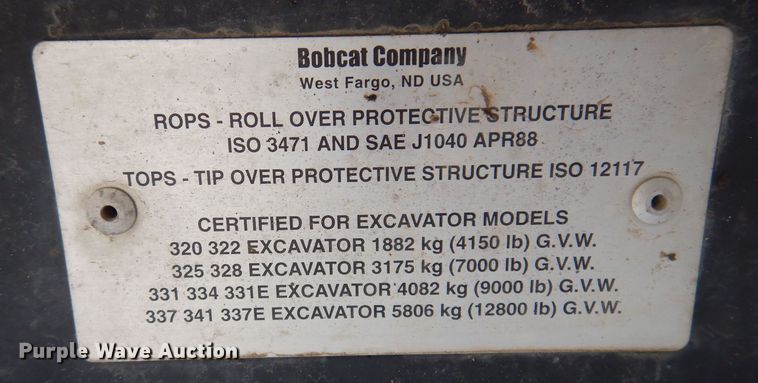 Bobcat Company
West Fargo, ND USA
ROPS - ROLL OVER PROTECTIVE STRUCTURE
ISO 3471 AND SAE J1040 APR88
TOPS - TIP OVER PROTECTIVE STRUCTURE ISO 12117
CERTIFIED FOR EXCAVATOR MODELS
320 322 EXCAVATOR 1882 kg (4150 lb) G.V.W.
325 328 EXCAVATOR 3175 kg (7000 lb) G.V.W.
331 334 331E EXCAVATOR 4082 kg (9000 lb) G.V.W.
337 341 337E EXCAVATOR 5806 kg (12800 lb) G.V.W.
Purple Wave Auction